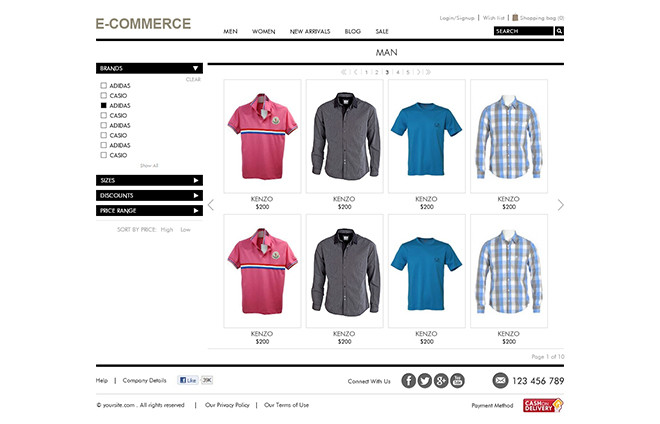 E-COMMERCE
Login/Signup | Wish list | Shopping bag (0)
MEN WOMEN NEW ARRIVALS BLOG SALE
SEARCH
MAN
BRANDS
1 | 2 | 3 | 4 | 5
CLEAR
ADIDAS
CASIO
ADIDAS
CASIO
ADIDAS
CASIO
ADIDAS
CASIO
Show All
SIZES
DISCOUNTS
PRICE RANGE
SORT BY PRICE: High Low
KENZO KENZO KENZO KENZO
$200 $200 $200 $200
KENZO KENZO KENZO KENZO
$200 $200 $200 $200
Page 1 of 10
Help | Company Details Like 39K Connect With Us You Tube 123 456 789
© yoursite.com . All rights reserved | Our Privacy Policy | Our Terms of Use Payment Method CASH ON DELIVERY